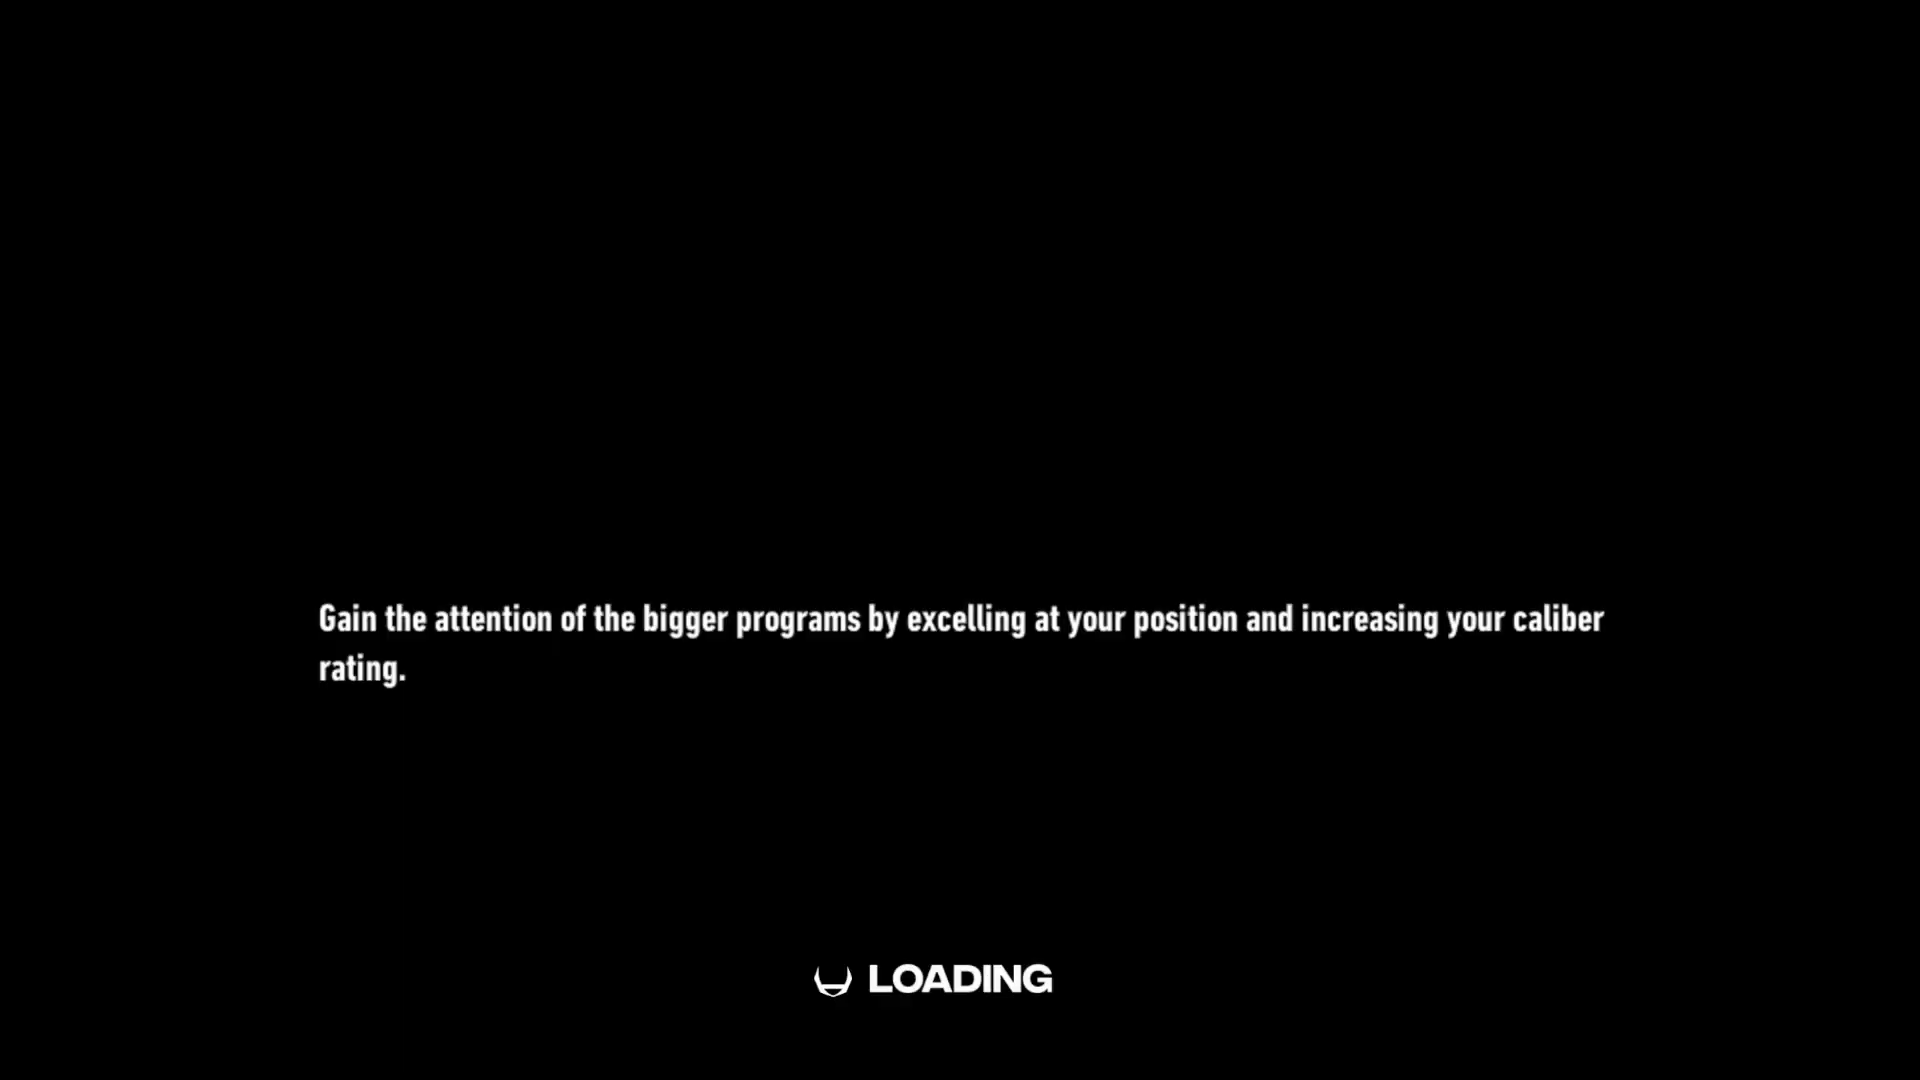 Gain the attention of the bigger programs by excelling at your position and increasing your caliber
rating.
LOADING